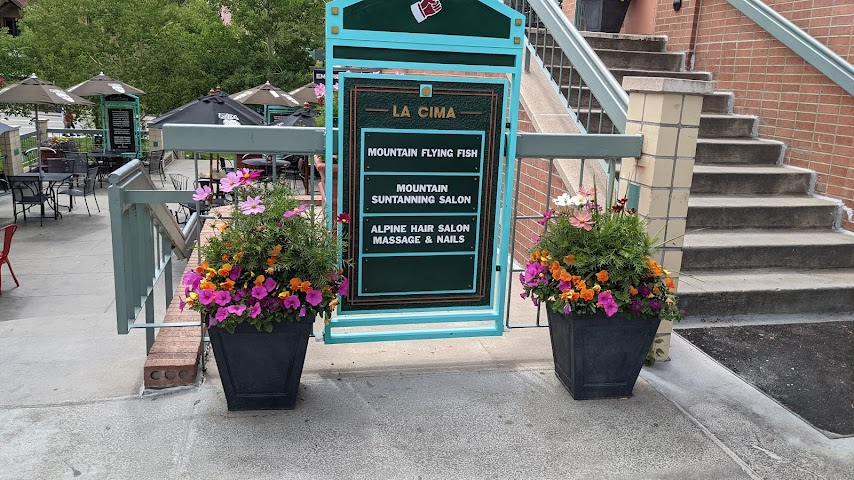 LA CIMA
MOUNTAIN FLYING FISH
MOUNTAIN
SUNTANNING SALON
ALPINE HAIR SALON
MASSAGE & NAILS